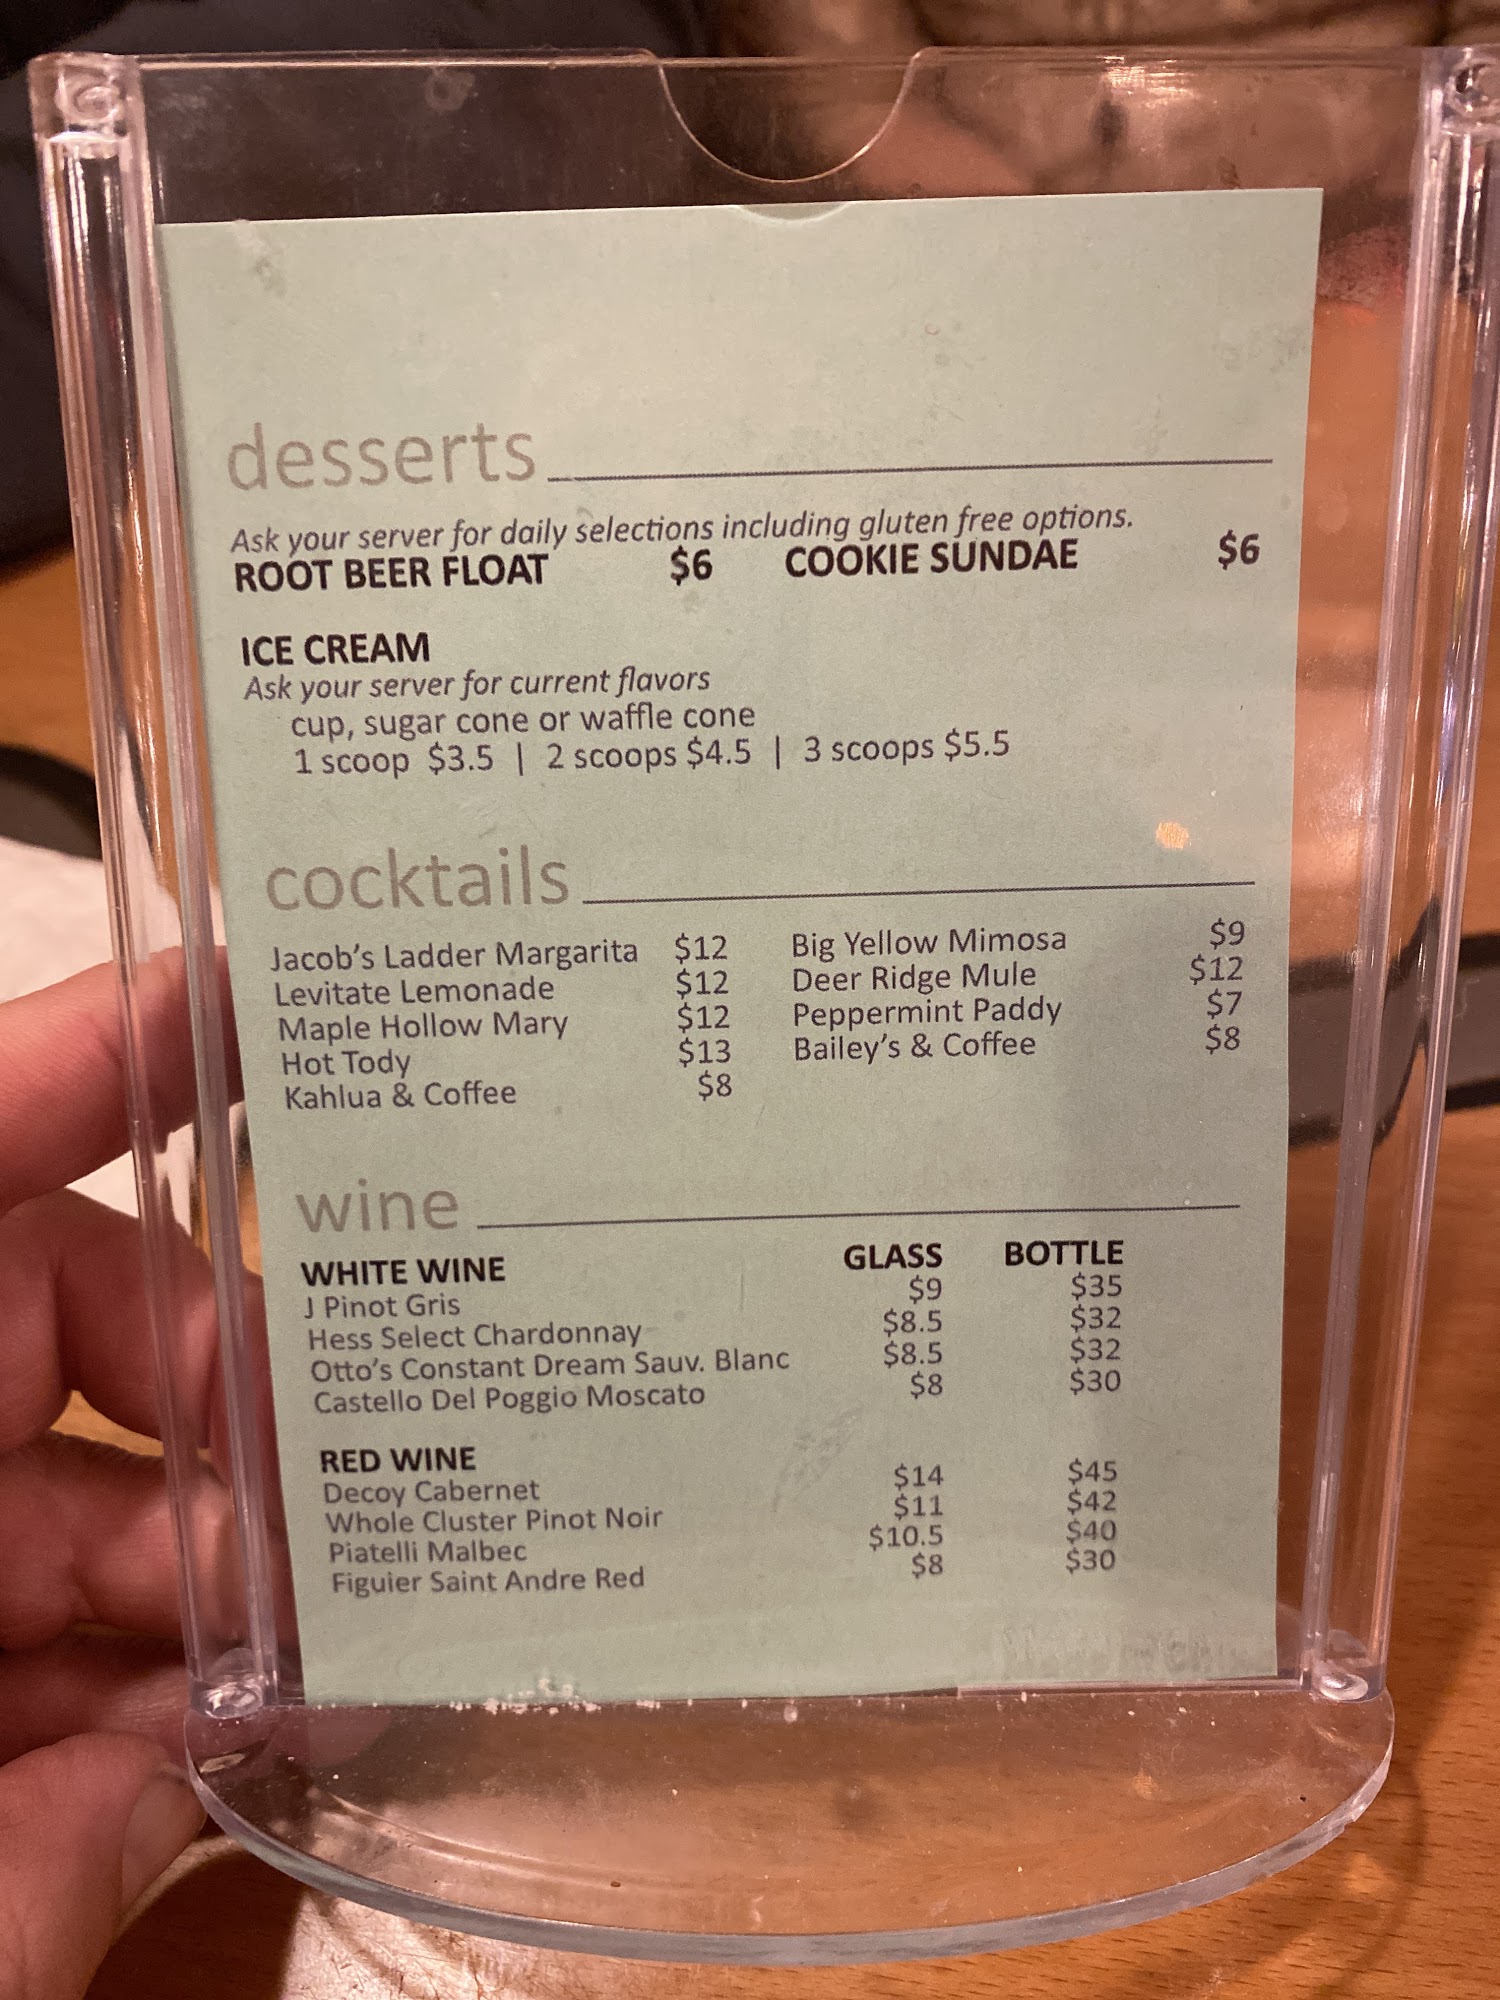 desserts
Ask your server for daily selections including gluten free options.
ROOT BEER FLOAT $6 COOKIE SUNDAE $6
ICE CREAM
Ask your server for current flavors
cup, sugar cone or waffle cone
1 scoop $3.5 | 2 scoops $4.5 | 3 scoops $5.5
cocktails
Jacob's Ladder Margarita $12 Big Yellow Mimosa $9
Levitate Lemonade $12 Deer Ridge Mule $12
Maple Hollow Mary $12 Peppermint Paddy $7
Hot Tody $13 Bailey's & Coffee $8
Kahlua & Coffee $8
wine
WHITE WINE GLASS BOTTLE
J Pinot Gris $9 $35
Hess Select Chardonnay $8.5 $32
Otto's Constant Dream Sauv. Blanc $8.5 $32
Castello Del Poggio Moscato $8 $30
RED WINE
Decoy Cabernet $14 $45
Whole Cluster Pinot Noir $11 $42
Piatelli Malbec $10.5 $40
Figuier Saint Andre Red $8 $30